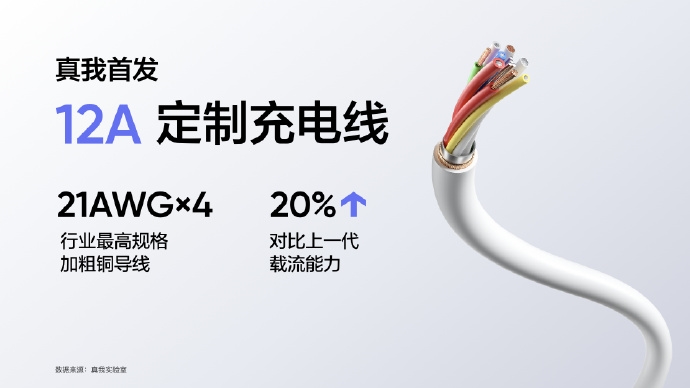 真我首发
12A 定制充电线
21AWG×4
行业最高规格
加粗铜导线
20%↑
对比上一代
载流能力
数据来源：真我实验室